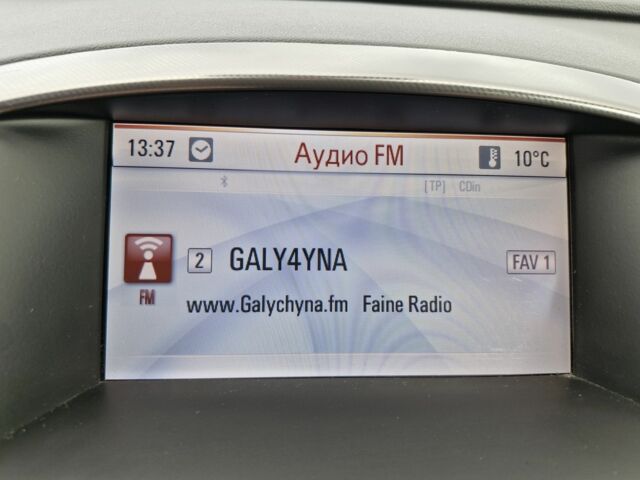 13:37 Аудио FM 10°C
[TP] CDin
2 GALY4YNA FAV 1
FM www.Galychyna.fm Faine Radio